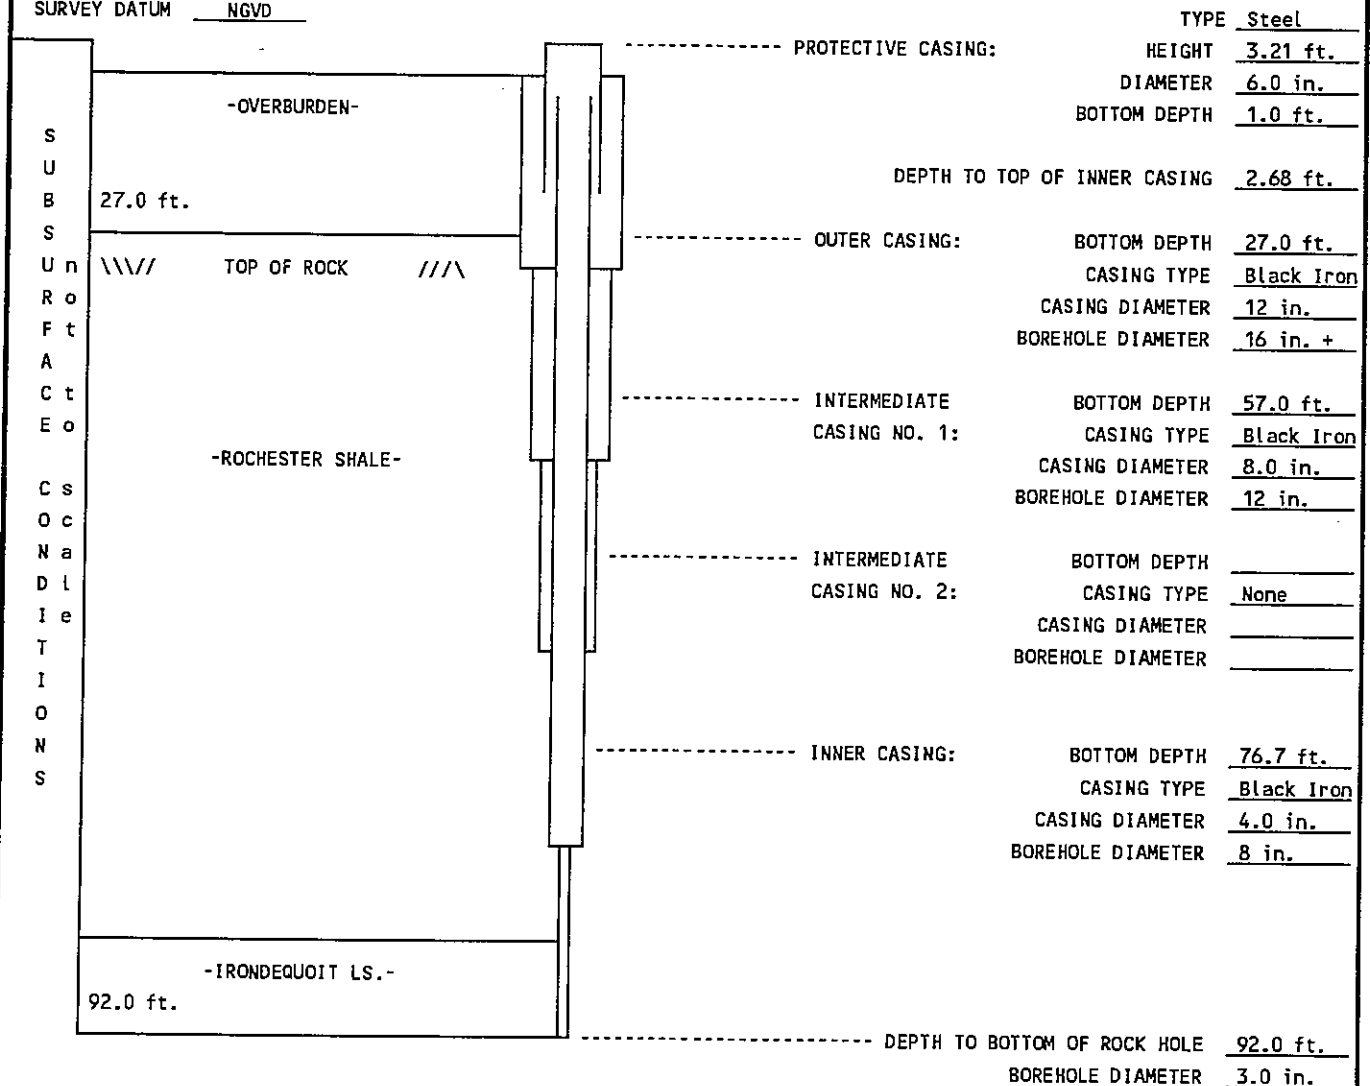 SURVEY DATUM NGVD
TYPE Steel
PROTECTIVE CASING: HEIGHT 3.21 ft.
DIAMETER 6.0 in.
BOTTOM DEPTH 1.0 ft.
DEPTH TO TOP OF INNER CASING 2.68 ft.
OUTER CASING: BOTTOM DEPTH 27.0 ft.
CASING TYPE Black Iron
CASING DIAMETER 12 in.
BOREHOLE DIAMETER 16 in. +
INTERMEDIATE BOTTOM DEPTH 57.0 ft.
CASING NO. 1: CASING TYPE Black Iron
CASING DIAMETER 8.0 in.
BOREHOLE DIAMETER 12 in.
INTERMEDIATE BOTTOM DEPTH
CASING NO. 2: CASING TYPE None
CASING DIAMETER
BOREHOLE DIAMETER
INNER CASING: BOTTOM DEPTH 76.7 ft.
CASING TYPE Black Iron
CASING DIAMETER 4.0 in.
BOREHOLE DIAMETER 8 in.
DEPTH TO BOTTOM OF ROCK HOLE 92.0 ft.
BOREHOLE DIAMETER 3.0 in.
SUBSURFACE CONDITIONS
not to scale
-OVERBURDEN-
27.0 ft.
\\\// TOP OF ROCK ///\
-ROCHESTER SHALE-
-IRONDEQUOIT LS.-
92.0 ft.